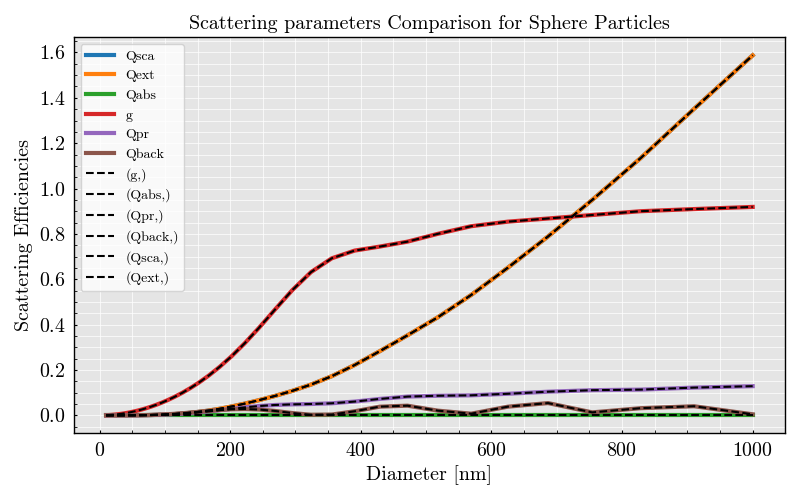 Scattering parameters Comparison for Sphere Particles
Scattering Efficiencies
1.6
1.4
1.2
1.0
0.8
0.6
0.4
0.2
0.0
Qsca
Qext
Qabs
g
Qpr
Qback
(g,)
(Qabs,)
(Qpr,)
(Qback,)
(Qsca,)
(Qext,)
0 200 400 600 800 1000
Diameter [nm]